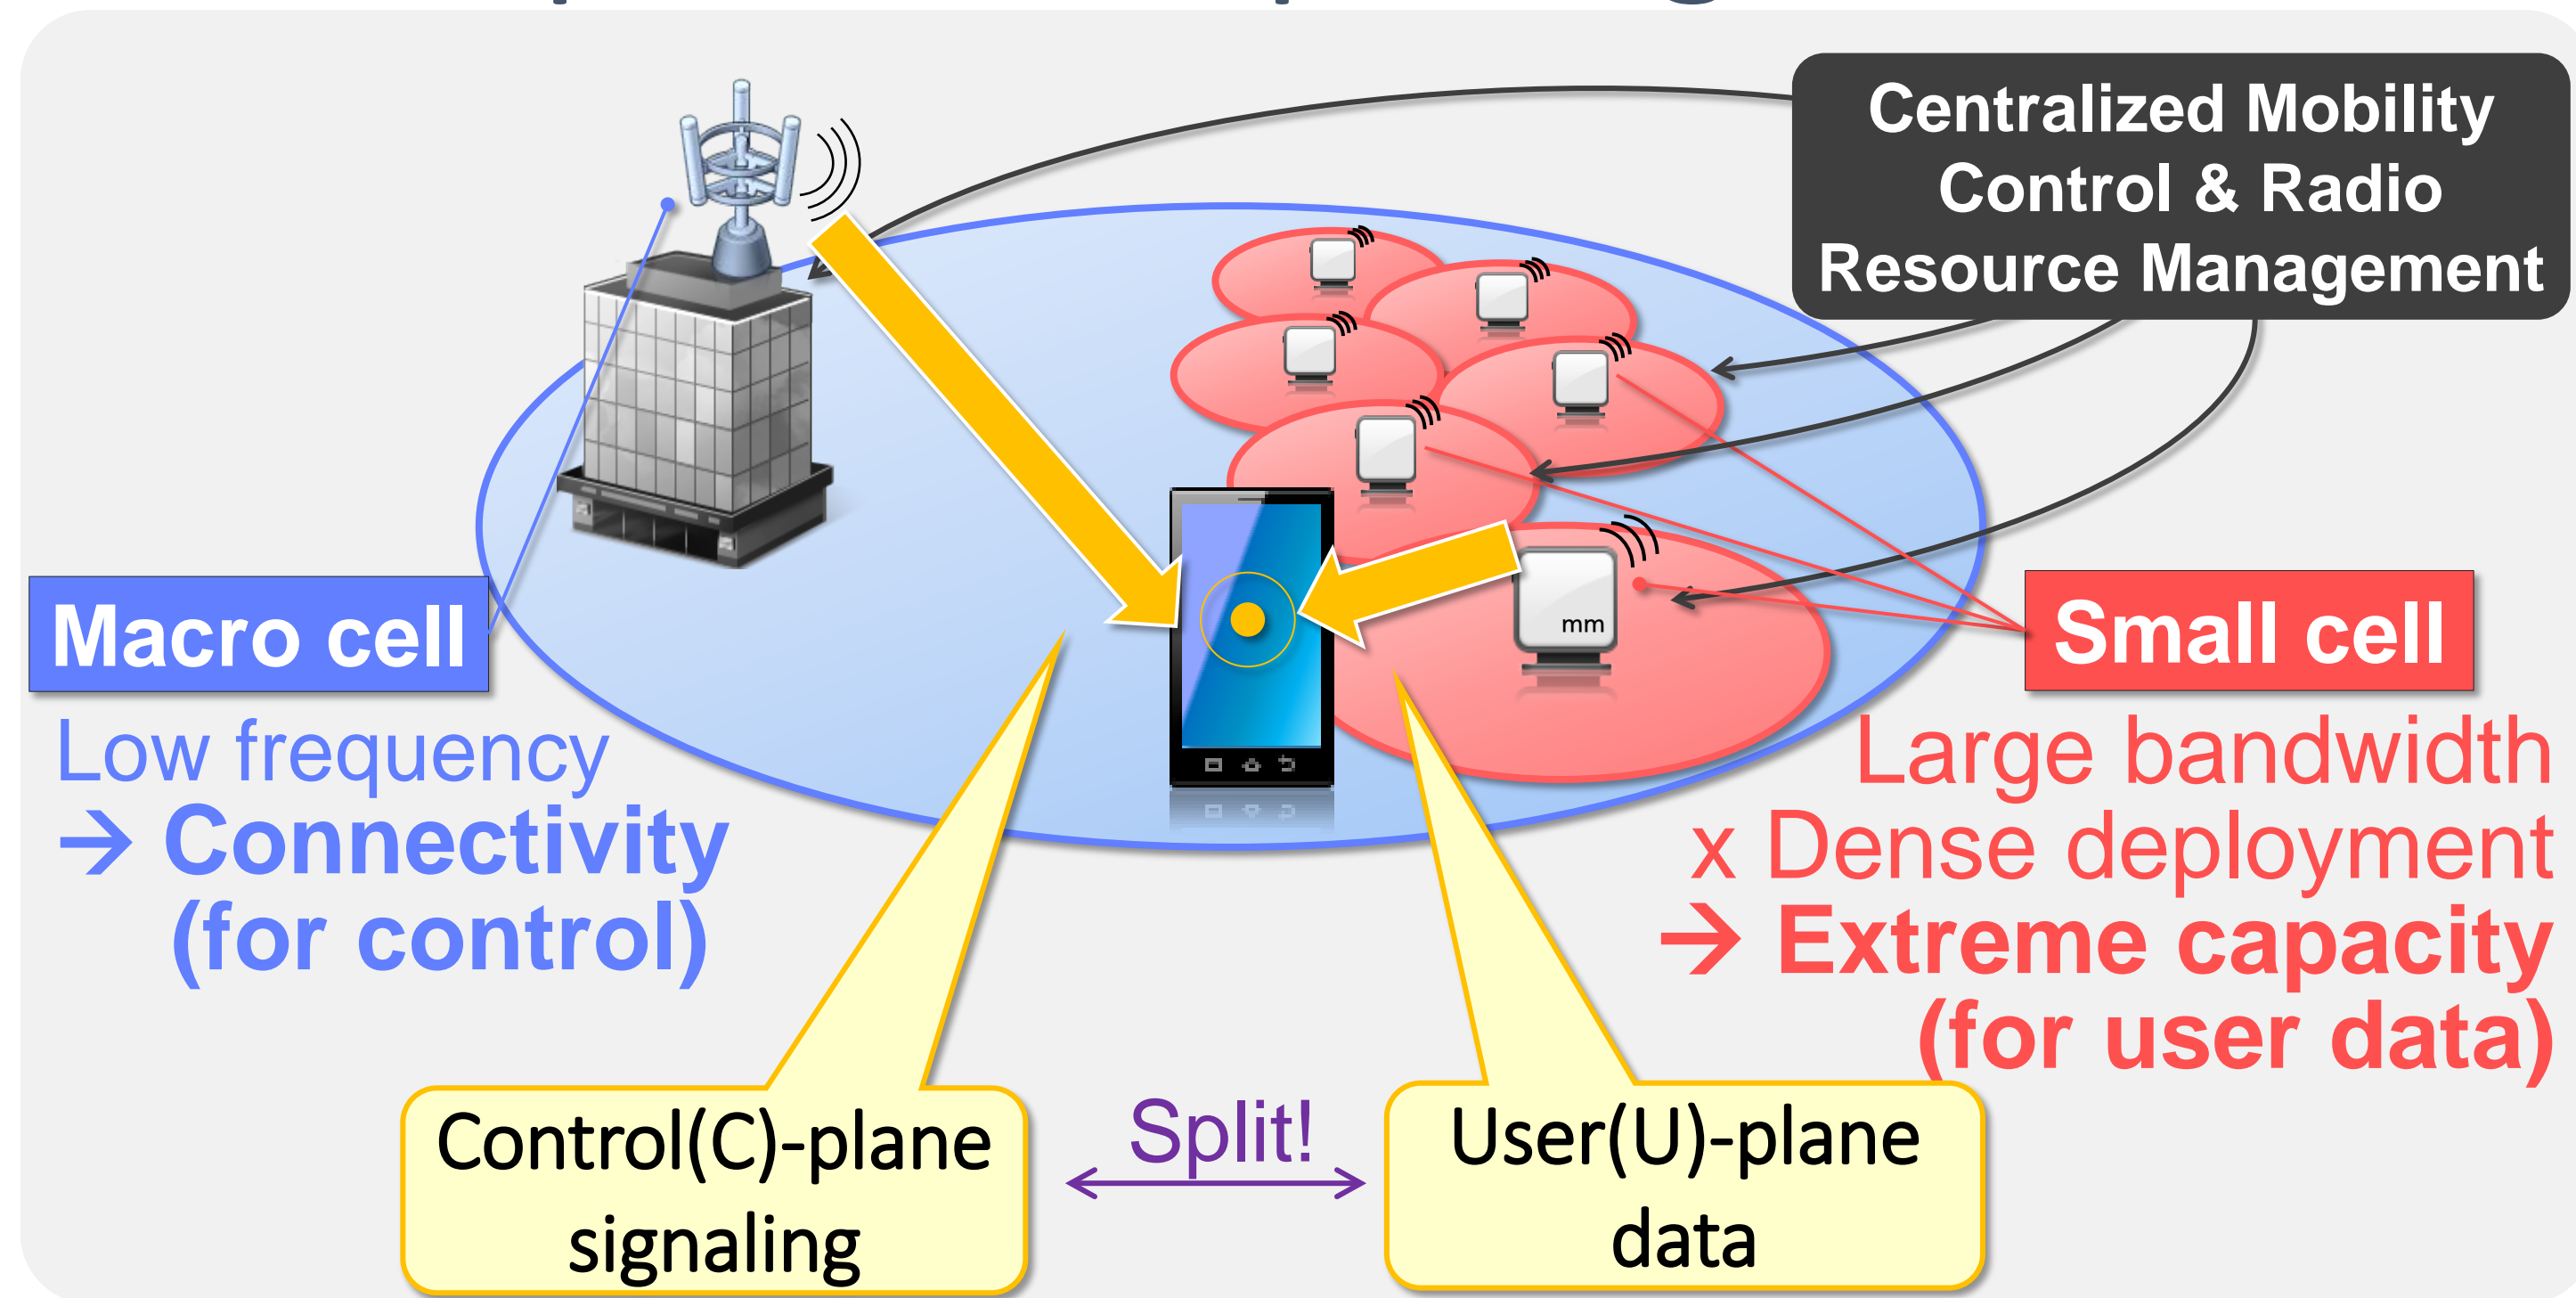 Centralized Mobility
Control & Radio
Resource Management
mm
Macro cell
Low frequency
→ Connectivity
(for control)
Small cell
Large bandwidth
x Dense deployment
→ Extreme capacity
(for user data)
Control(C)-plane
signaling
Split!
User(U)-plane
data